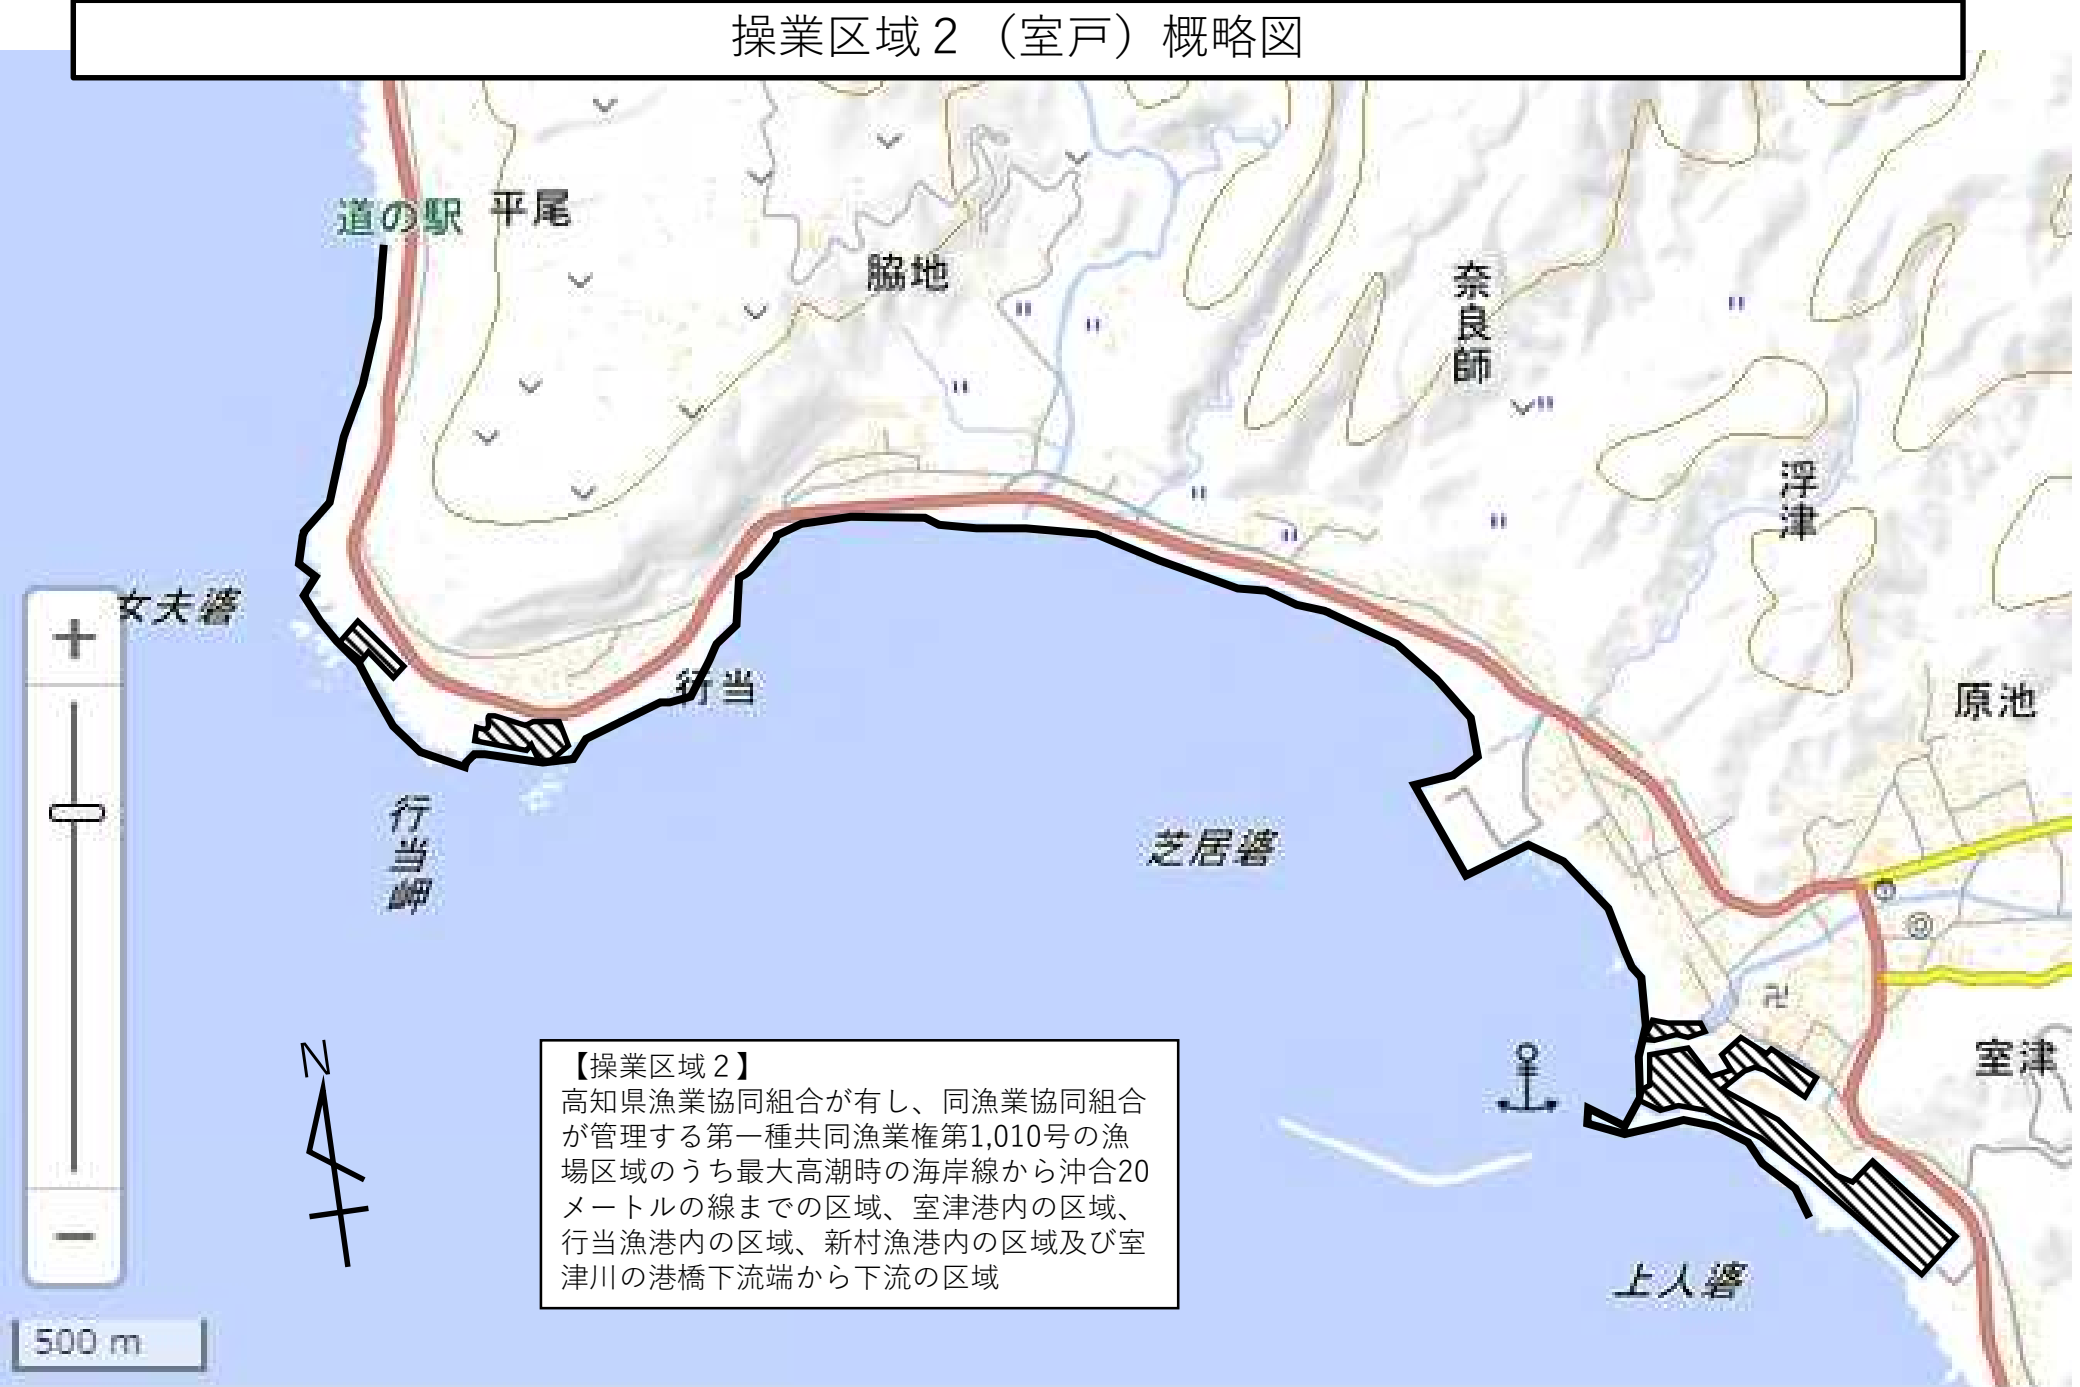 操業区域２（室戸）概略図
道の駅
平尾
脇地
奈良師
浮津
女夫碆
行当
原池
行当岬
芝居碆
室津
上人碆
N
【操業区域２】
高知県漁業協同組合が有し、同漁業協同組合
が管理する第一種共同漁業権第1,010号の漁
場区域のうち最大高潮時の海岸線から沖合20
メートルの線までの区域、室津港内の区域、
行当漁港内の区域、新村漁港内の区域及び室
津川の港橋下流端から下流の区域
500 m